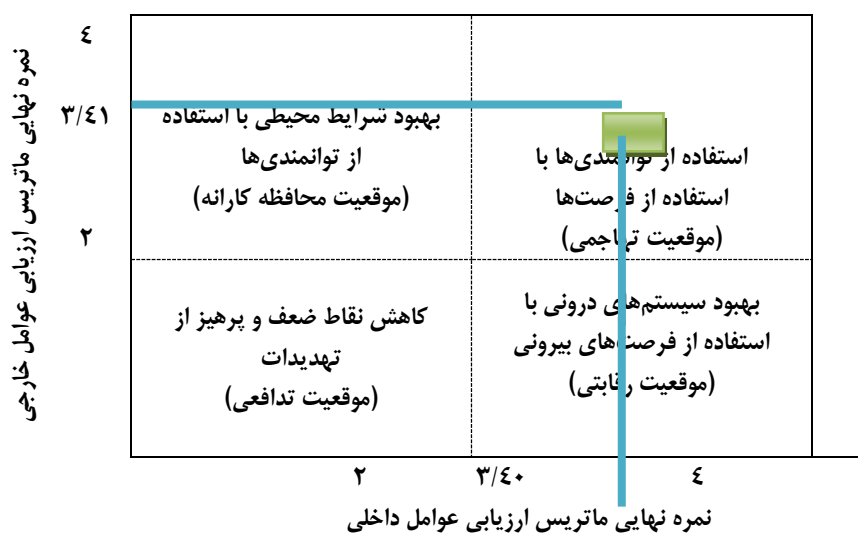 نمره نهایی ماتریس ارزیابی عوامل خارجی
٤
۳/٤۱
۲
بهبود شرایط محیطی با استفاده
از توانمندی‌ها
(موقعیت محافظه کارانه)
استفاده از توانمندی‌ها با
استفاده از فرصت‌ها
(موقعیت تهاجمی)
کاهش نقاط ضعف و پرهیز از
تهدیدات
(موقعیت تدافعی)
بهبود سیستم‌های درونی با
استفاده از فرصت‌های بیرونی
(موقعیت رقابتی)
۲
۳/٤۰
٤
نمره نهایی ماتریس ارزیابی عوامل داخلی